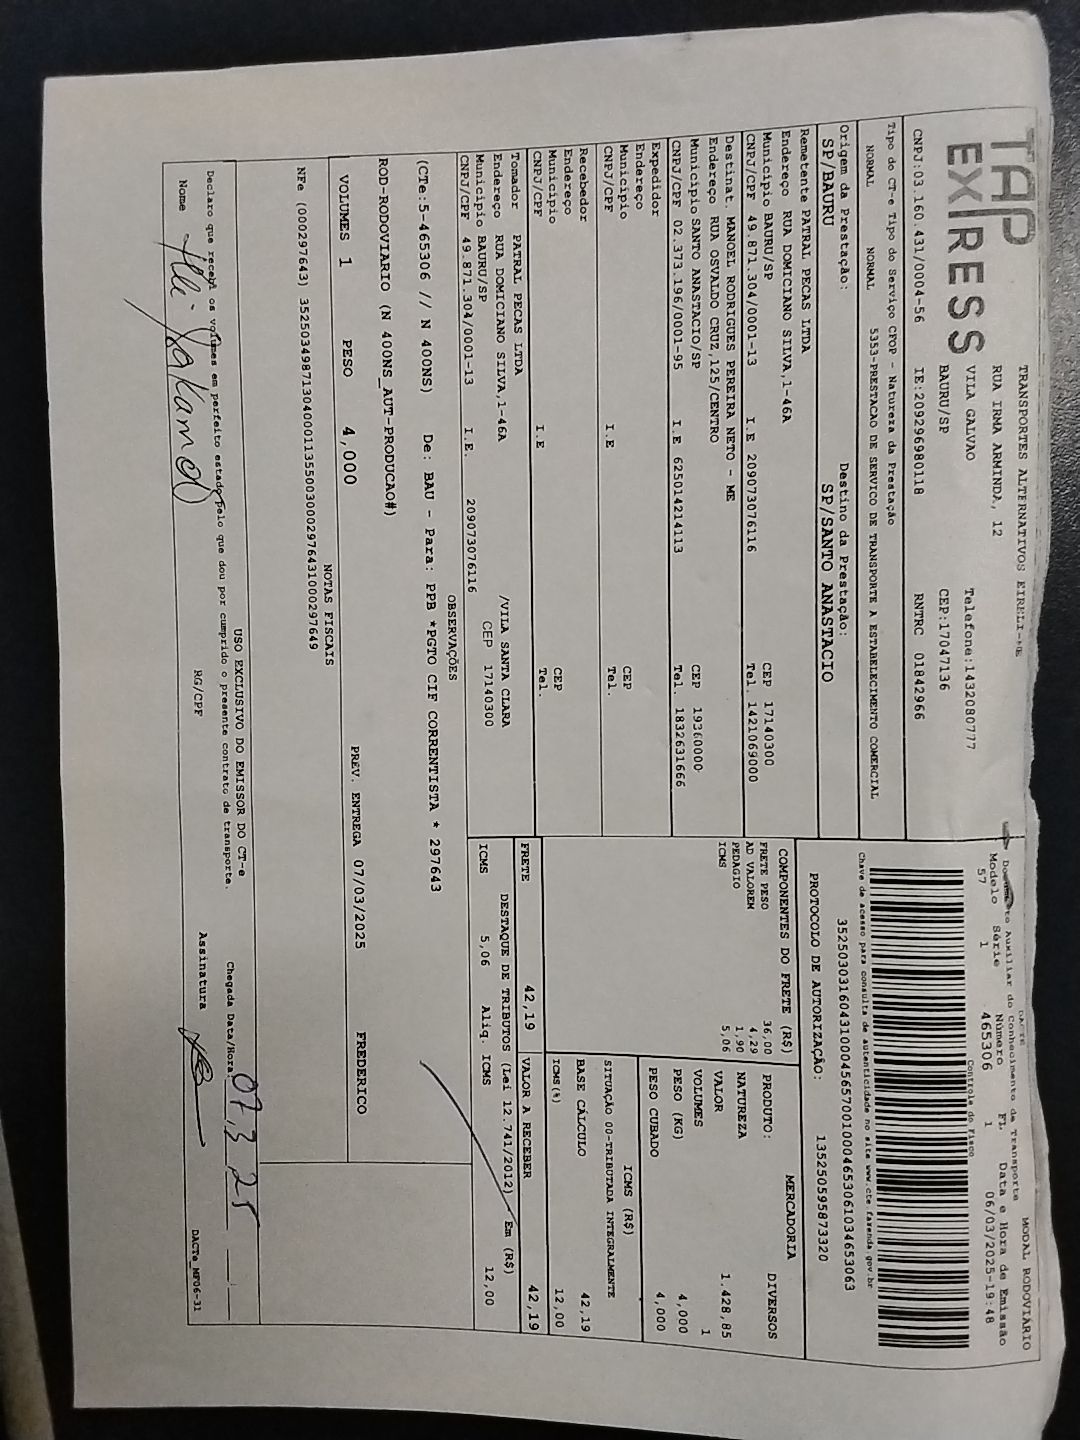 TAP
EXPRESS
TRANSPORTES ALTERNATIVOS EIRELI-ME
RUA IRMA ARMINDA, 12
VILA GALVAO Telefone:1432080777
BAURU/SP CEP:17047136
CNPJ:03.160.431/0004-56 IE:209296980118 RNTRC 01842966
DACTE MODAL RODOVIÁRIO
Documento Auxiliar do Conhecimento de Transporte
Modelo Série Número FL Data e Hora de Emissão
57 1 465306 1 06/03/2025-19:48
Controle do Fisco
Chave de acesso para consulta de autenticidade no site www.cte.fazenda.gov.br
35250303160431000456570010004653061034653063
PROTOCOLO DE AUTORIZAÇÃO: 135250595873320
Tipo do CT-e Tipo do Serviço CFOP - Natureza da Prestação
NORMAL NORMAL 5353-PRESTACAO DE SERVICO DE TRANSPORTE A ESTABELECIMENTO COMERCIAL
Origem da Prestação: Destino da Prestação:
SP/BAURU SP/SANTO ANASTACIO
Remetente PATRAL PECAS LTDA
Endereço RUA DOMICIANO SILVA,1-46A
Município BAURU/SP CEP 17140300
CNPJ/CPF 49.871.304/0001-13 I.E 209073076116 Tel. 1421069000
Destinat. MANOEL RODRIGUES PEREIRA NETO - ME
Endereço RUA OSVALDO CRUZ,125/CENTRO
Município SANTO ANASTACIO/SP CEP 19360000
CNPJ/CPF 02.373.196/0001-95 I.E 625014214113 Tel. 1832631666
Expedidor
Endereço
Município CEP
CNPJ/CPF I.E Tel.
Recebedor
Endereço
Município CEP
CNPJ/CPF I.E Tel.
Tomador PATRAL PECAS LTDA
Endereço RUA DOMICIANO SILVA,1-46A /VILA SANTA CLARA
Município BAURU/SP CEP 17140300
CNPJ/CPF 49.871.304/0001-13 I.E. 209073076116
COMPONENTES DO FRETE (R$)
FRETE PESO 36,00
AD VALOREM 4,29
PEDAGIO 1,90
ICMS 5,06
MERCADORIA
PRODUTO: DIVERSOS
NATUREZA
VALOR 1.428,85
VOLUMES 1
PESO (KG) 4,000
PESO CUBADO 4,000
ICMS (R$)
SITUAÇÃO 00-TRIBUTADA INTEGRALMENTE
BASE CÁLCULO 42,19
ICMS(%) 12,00
FRETE 42,19 VALOR A RECEBER 42,19
DESTAQUE DE TRIBUTOS (Lei 12.741/2012) Em (R$)
ICMS 5,06 Aliq. ICMS 12,00
OBSERVAÇÕES
(CTe:5-465306 // N 400NS) De: BAU - Para: PPB *PGTO CIF CORRENTISTA * 297643
ROD-RODOVIARIO (N 400NS_AUT-PRODUCAO#)
VOLUMES 1 PESO 4,000 PREV. ENTREGA 07/03/2025 FREDERICO
NOTAS FISCAIS
NFe (000297643) 35250349871304000113550030002976431000297649
USO EXCLUSIVO DO EMISSOR DO CT-e
Declaro que recebi os volumes em perfeito estado pelo que dou por cumprido o presente contrato de transporte.
Chegada Data/Hora: 07,3 25
Nome RG/CPF Assinatura
DACTe_MF06-31